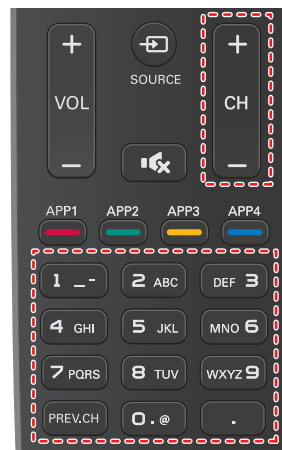 + +
SOURCE
VOL CH
— —
APP1 APP2 APP3 APP4
1 _- 2 ABC DEF 3
4 GHI 5 JKL MNO 6
7 PQRS 8 TUV WXYZ 9
PREV.CH 0.@ .